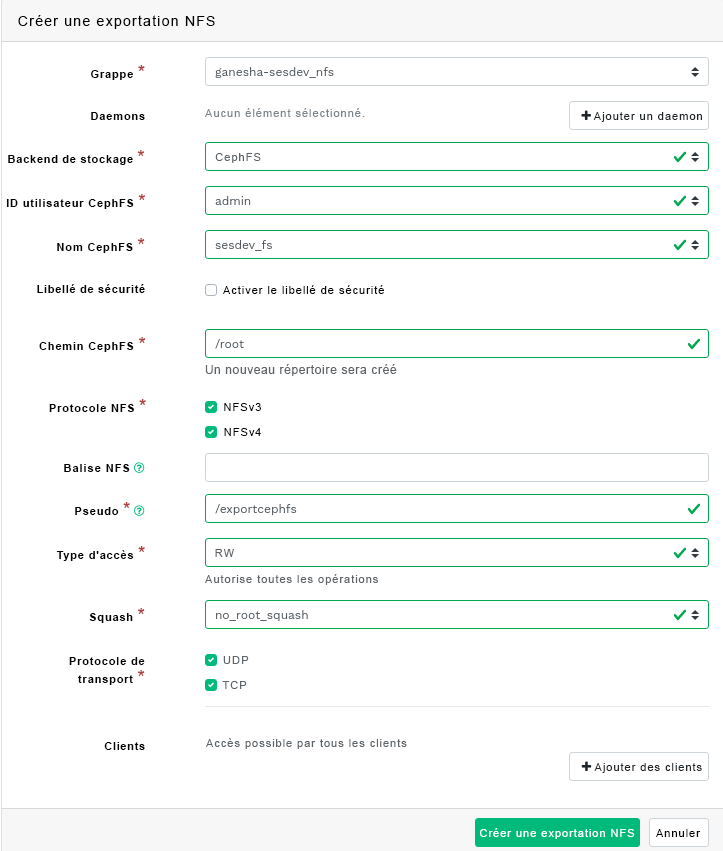 Créer une exportation NFS
Grappe *
ganesha-sesdev_nfs
Daemons
Aucun élément sélectionné.
Ajouter un daemon
Backend de stockage *
CephFS
ID utilisateur CephFS *
admin
Nom CephFS *
sesdev_fs
Libellé de sécurité
Activer le libellé de sécurité
Chemin CephFS *
/root
Un nouveau répertoire sera créé
Protocole NFS *
NFSv3
NFSv4
Balise NFS ?
Pseudo * ?
/exportcephfs
Type d'accès *
RW
Autorise toutes les opérations
Squash *
no_root_squash
Protocole de
transport *
UDP
TCP
Clients
Accès possible par tous les clients
Ajouter des clients
Créer une exportation NFS
Annuler